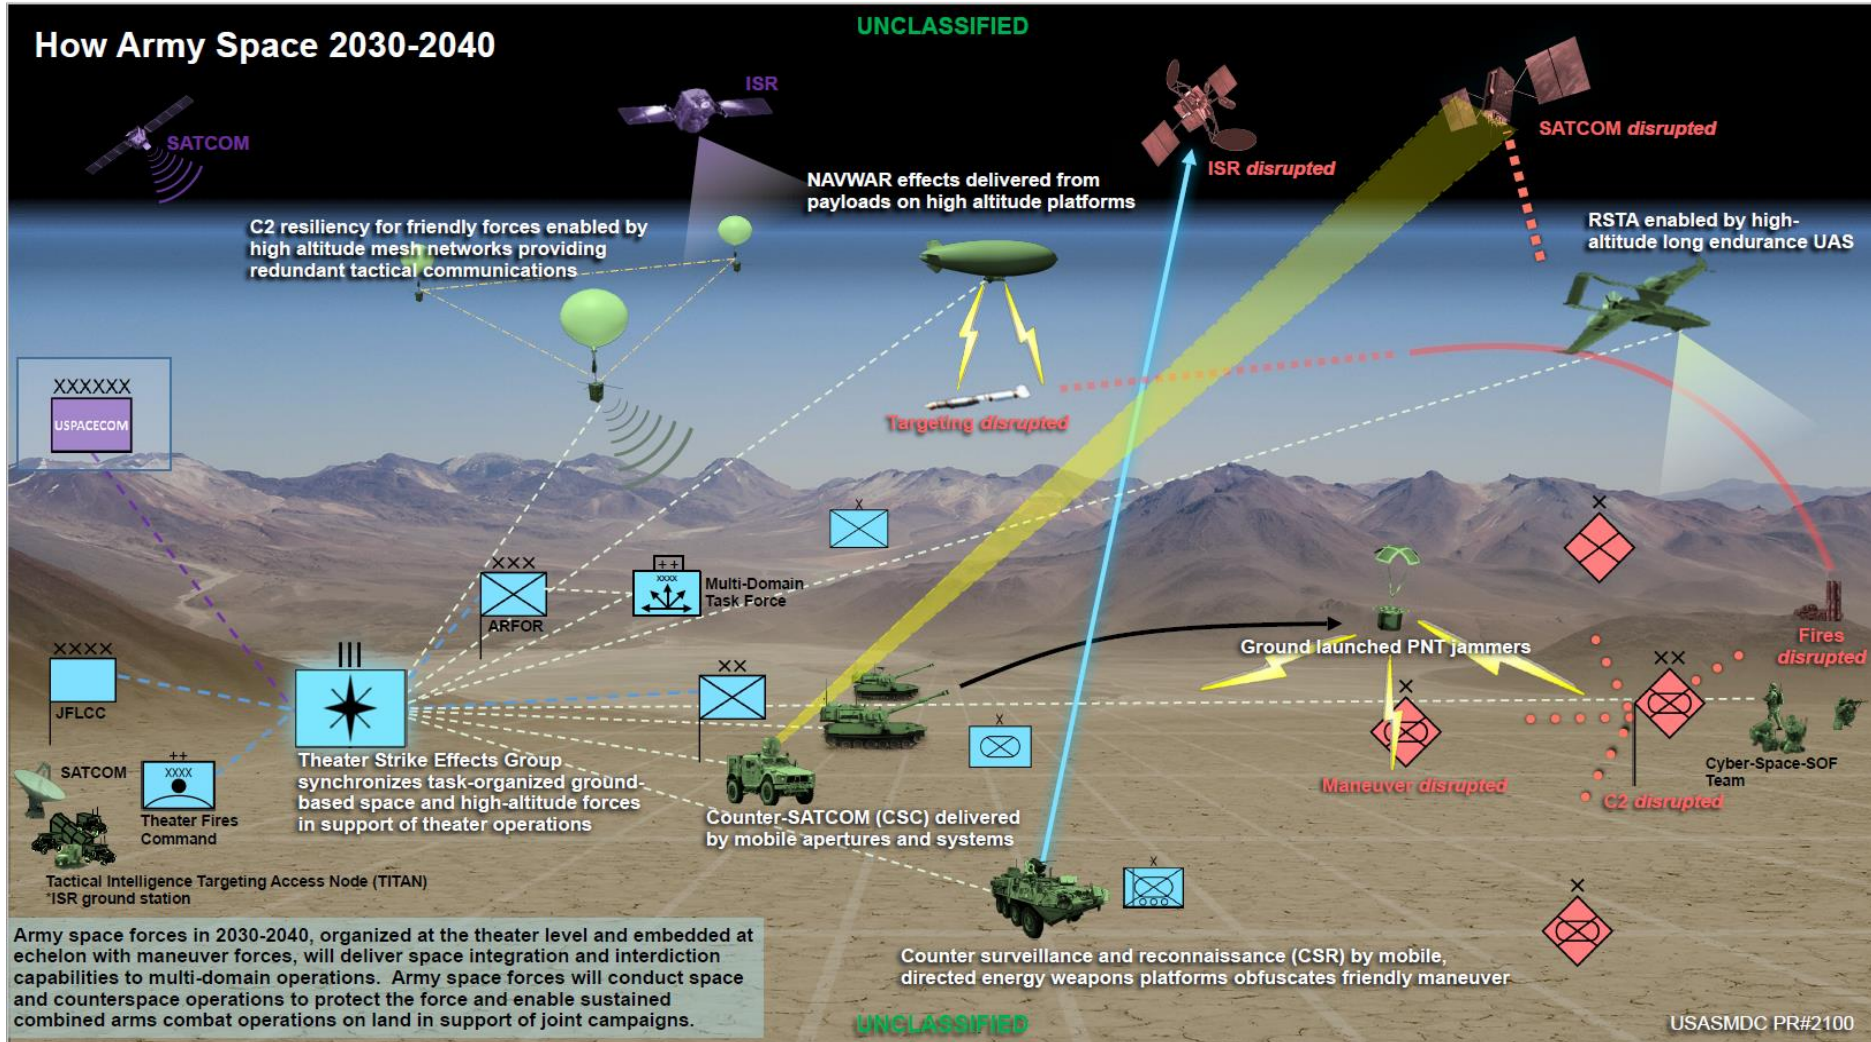 UNCLASSIFIED
How Army Space 2030-2040
ISR
SATCOM
SATCOM disrupted
ISR disrupted
NAVWAR effects delivered from
payloads on high altitude platforms
C2 resiliency for friendly forces enabled by
high altitude mesh networks providing
redundant tactical communications
RSTA enabled by high-
altitude long endurance UAS
XXXXXX
USPACECOM
Targeting disrupted
X
X
XXX
ARFOR
++
XXXX
Multi-Domain
Task Force
Ground launched PNT jammers
Fires
disrupted
XXXX
JFLCC
III
XX
XX
X
X
Maneuver disrupted
C2 disrupted
Cyber-Space-SOF
Team
SATCOM
++
XXXX
Theater Fires
Command
Theater Strike Effects Group
synchronizes task-organized ground-
based space and high-altitude forces
in support of theater operations
Counter-SATCOM (CSC) delivered
by mobile apertures and systems
Tactical Intelligence Targeting Access Node (TITAN)
*ISR ground station
X
X
Counter surveillance and reconnaissance (CSR) by mobile,
directed energy weapons platforms obfuscates friendly maneuver
Army space forces in 2030-2040, organized at the theater level and embedded at
echelon with maneuver forces, will deliver space integration and interdiction
capabilities to multi-domain operations.  Army space forces will conduct space
and counterspace operations to protect the force and enable sustained
combined arms combat operations on land in support of joint campaigns.
UNCLASSIFIED
USASMDC PR#2100